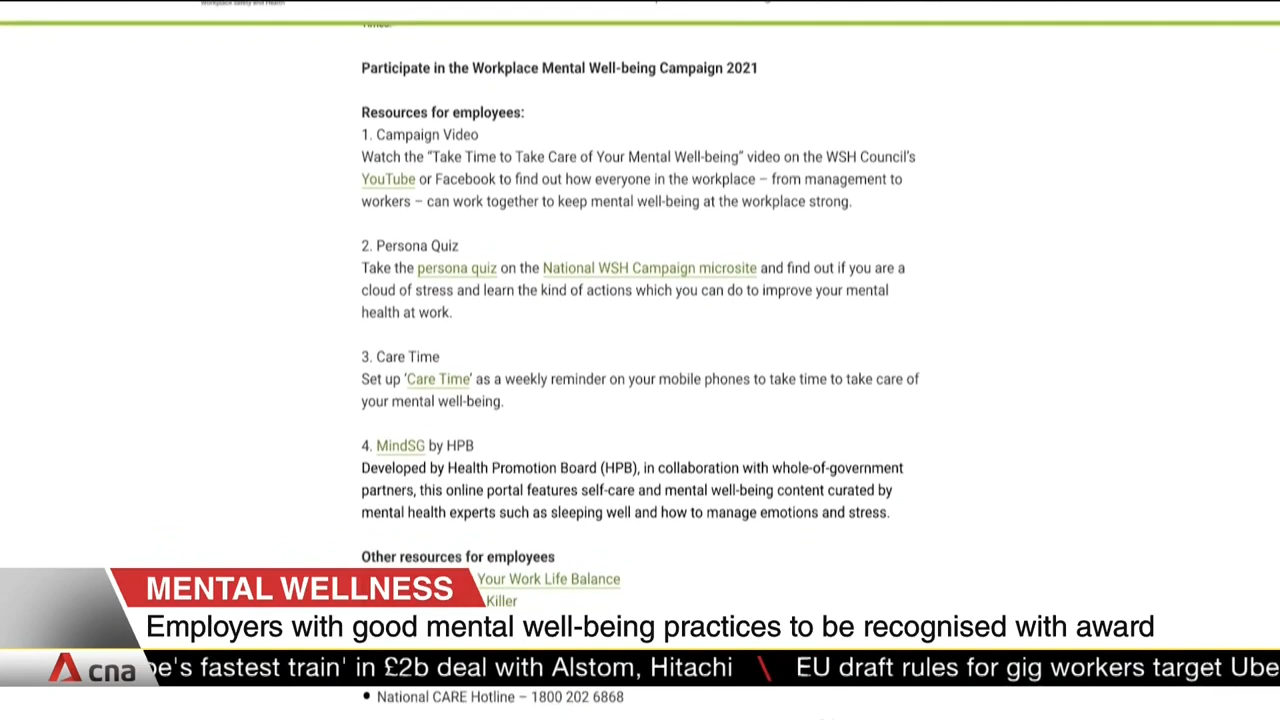 Workplace Safety and Health
Participate in the Workplace Mental Well-being Campaign 2021
Resources for employees:
1. Campaign Video
Watch the “Take Time to Take Care of Your Mental Well-being” video on the WSH Council's
YouTube or Facebook to find out how everyone in the workplace – from management to
workers – can work together to keep mental well-being at the workplace strong.
2. Persona Quiz
Take the persona quiz on the National WSH Campaign microsite and find out if you are a
cloud of stress and learn the kind of actions which you can do to improve your mental
health at work.
3. Care Time
Set up 'Care Time' as a weekly reminder on your mobile phones to take time to take care of
your mental well-being.
4. MindSG by HPB
Developed by Health Promotion Board (HPB), in collaboration with whole-of-government
partners, this online portal features self-care and mental well-being content curated by
mental health experts such as sleeping well and how to manage emotions and stress.
Other resources for employees
Your Work Life Balance
MENTAL WELLNESS
Killer
Employers with good mental well-being practices to be recognised with award
cna
e's fastest train' in £2b deal with Alstom, Hitachi \ EU draft rules for gig workers target Ube
• National CARE Hotline – 1800 202 6868